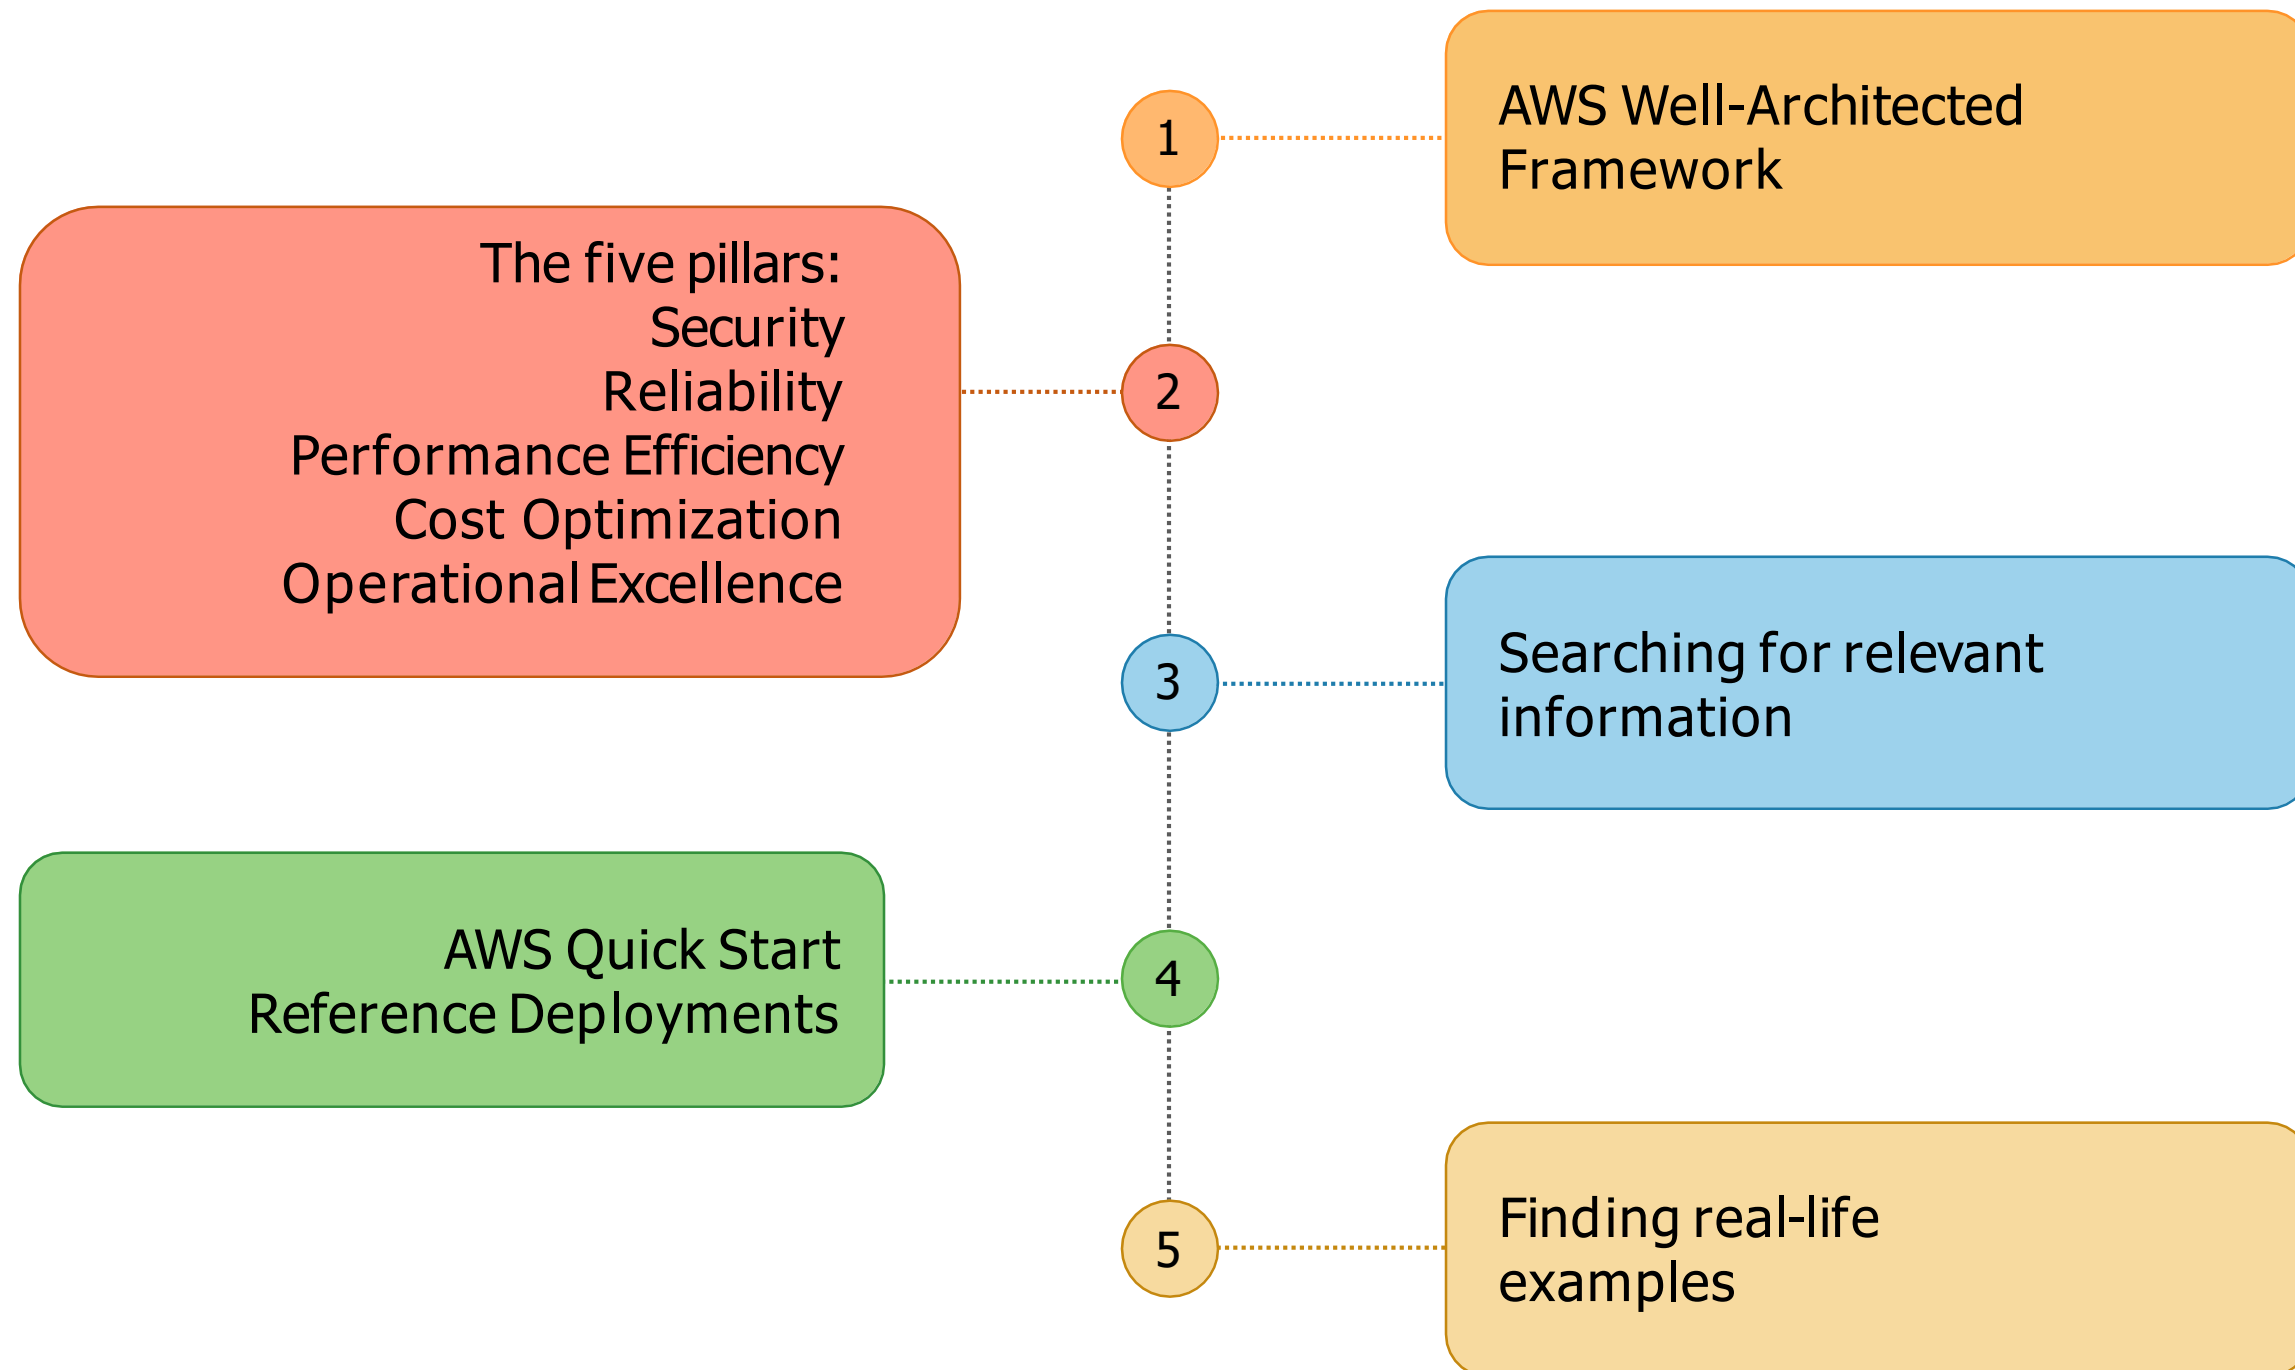 1
AWS Well-Architected
Framework
The five pillars:
Security
Reliability
Performance Efficiency
Cost Optimization
Operational Excellence
2
3
Searching for relevant
information
AWS Quick Start
Reference Deployments
4
5
Finding real-life
examples